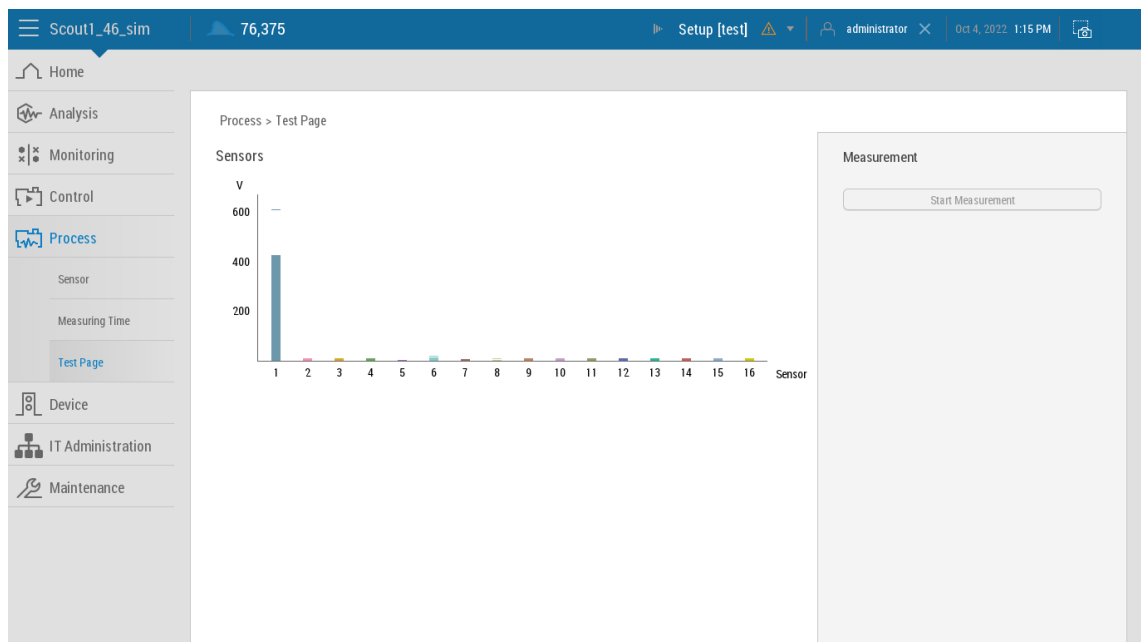 Scout1_46_sim 76,375 Setup [test] administrator Oct 4, 2022 1:15 PM
Home
Analysis
Monitoring
Control
Process
Sensor
Measuring Time
Test Page
Device
IT Administration
Maintenance
Process > Test Page
Sensors
V
600
400
200
1 2 3 4 5 6 7 8 9 10 11 12 13 14 15 16 Sensor
Measurement
Start Measurement